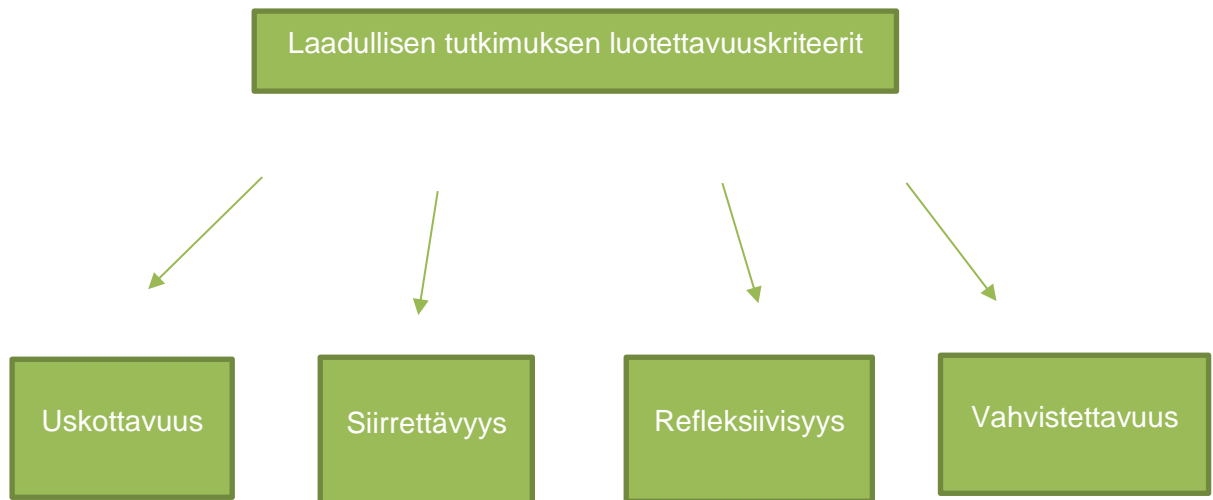 Laadullisen tutkimuksen luotettavuuskriteerit
Uskottavuus
Siirrettävyys
Refleksiivisyys
Vahvistettavuus